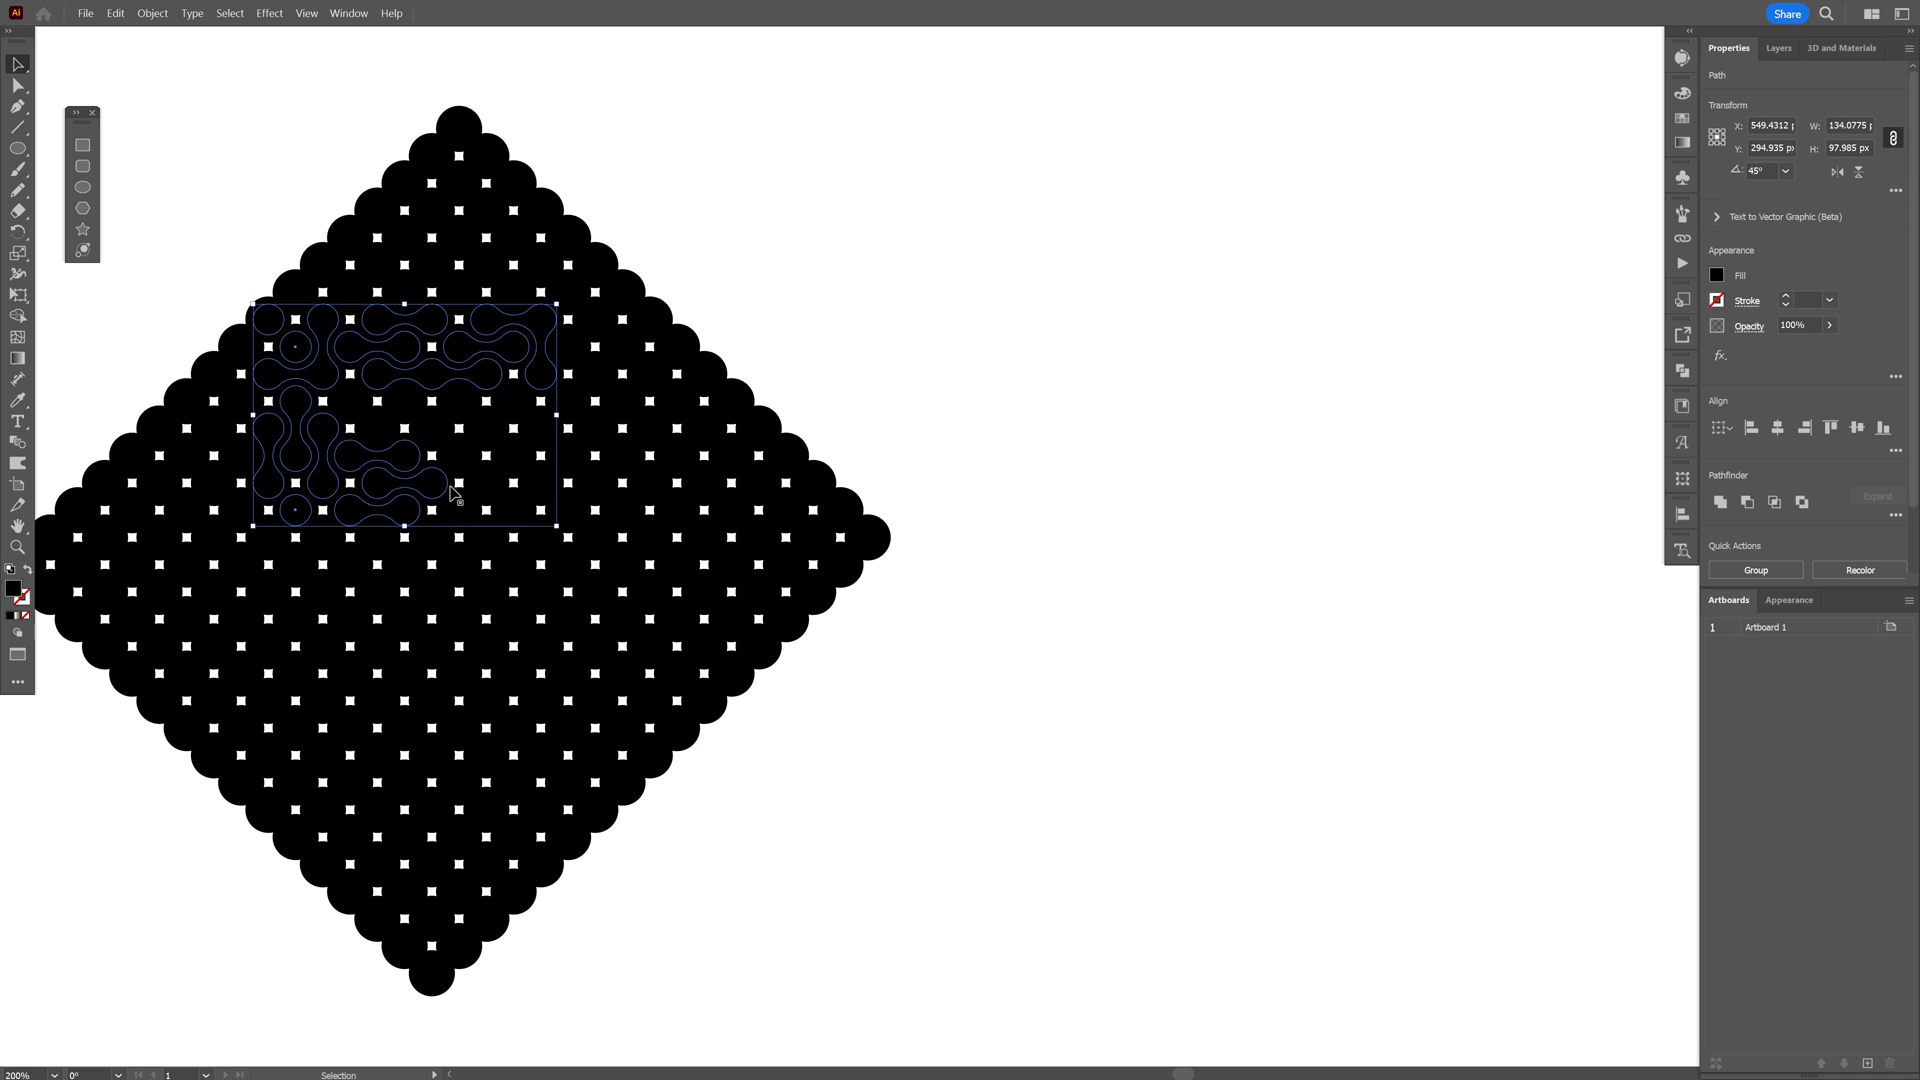 Ai File Edit Object Type Select Effect View Window Help Share
Properties Layers 3D and Materials
Path
Transform
X: 549.4312 W: 134.0775
Y: 294.935 px H: 97.985 px
45°
Text to Vector Graphic (Beta)
Appearance
Fill
Stroke
Opacity 100%
fx.
Align
Pathfinder
Expand
Quick Actions
Group Recolor
Artboards Appearance
1 Artboard 1
200% 0° 1 Selection